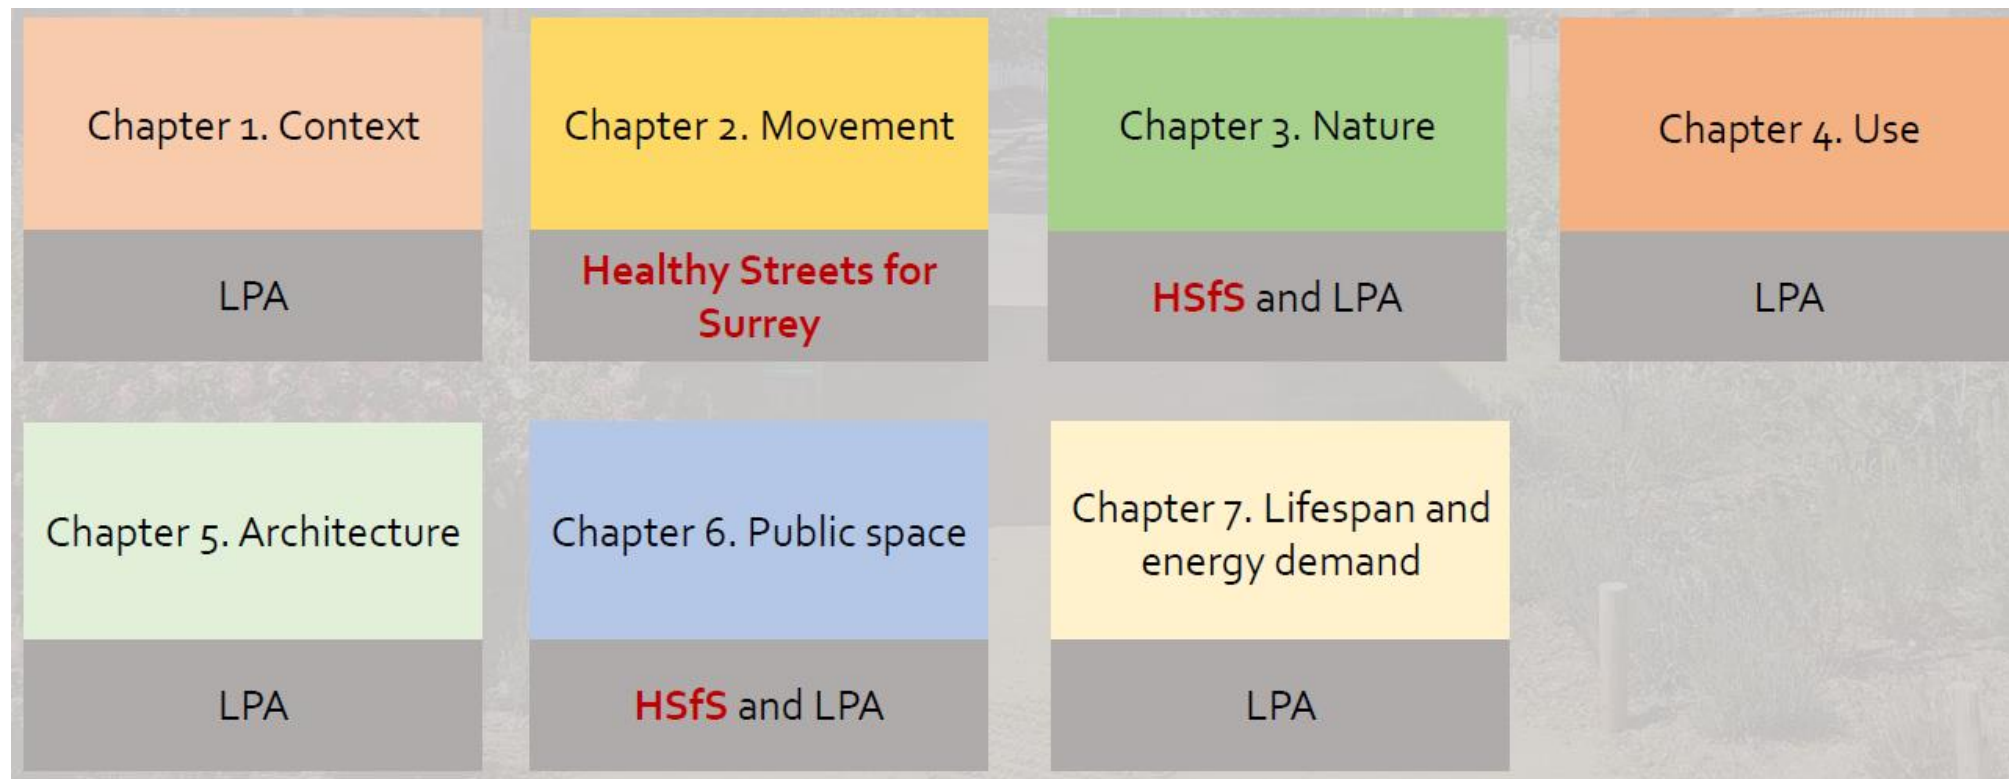 Chapter 1. Context
LPA
Chapter 2. Movement
Healthy Streets for
Surrey
Chapter 3. Nature
HSfS and LPA
Chapter 4. Use
LPA
Chapter 5. Architecture
LPA
Chapter 6. Public space
HSfS and LPA
Chapter 7. Lifespan and
energy demand
LPA